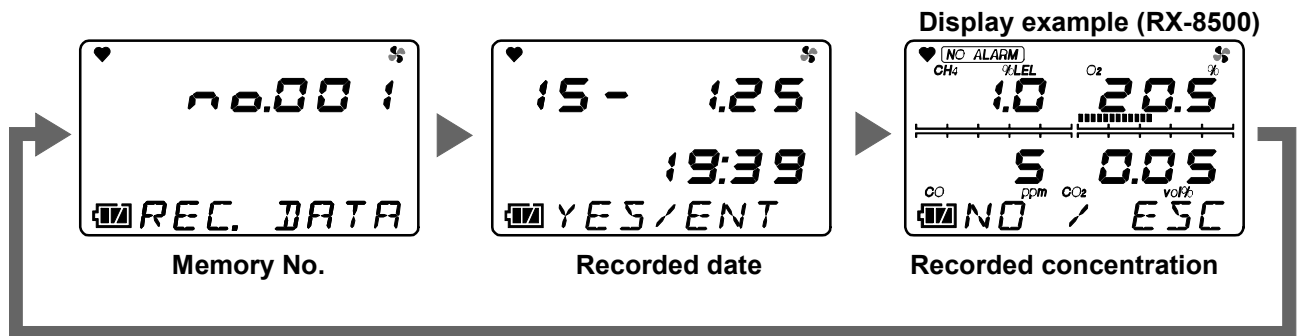 Display example (RX-8500)
no.001
REC. DATA
Memory No.
15- 1.25
19:39
YES/ENT
Recorded date
NO ALARM
CH4 %LEL O2 %
1.0 20.5
5 0.05
CO ppm CO2 vol%
NO / ESC
Recorded concentration